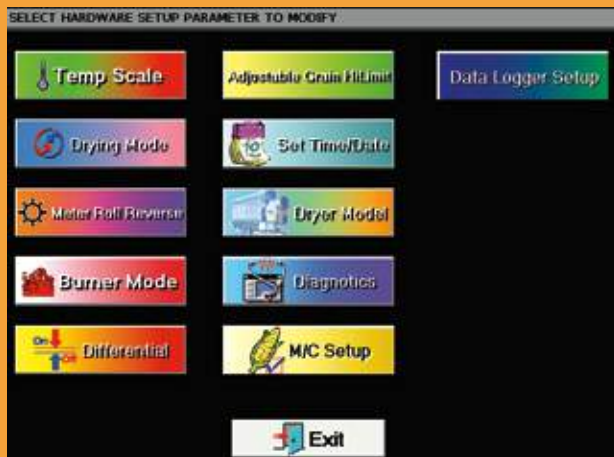 SELECT HARDWARE SETUP PARAMETER TO MODIFY
Temp Scale
Adjustable Grain HiLimit
Data Logger Setup
Drying Mode
Set Time/Date
Meter Roll Reverse
Dryer Model
Burner Mode
Diagnotics
On
Off
Differential
M/C Setup
Exit